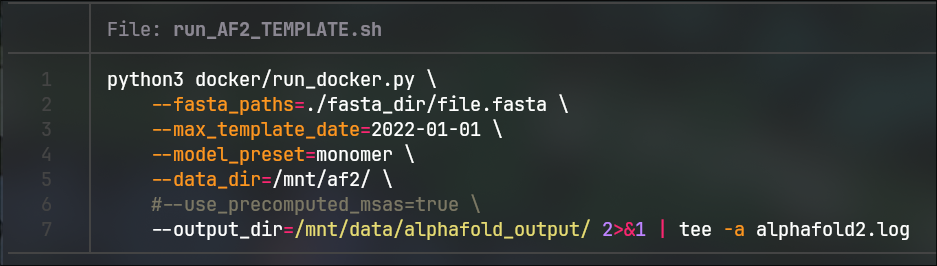 File: run_AF2_TEMPLATE.sh
1 python3 docker/run_docker.py \
2 --fasta_paths=./fasta_dir/file.fasta \
3 --max_template_date=2022-01-01 \
4 --model_preset=monomer \
5 --data_dir=/mnt/af2/ \
6 #--use_precomputed_msas=true \
7 --output_dir=/mnt/data/alphafold_output/ 2>&1 | tee -a alphafold2.log